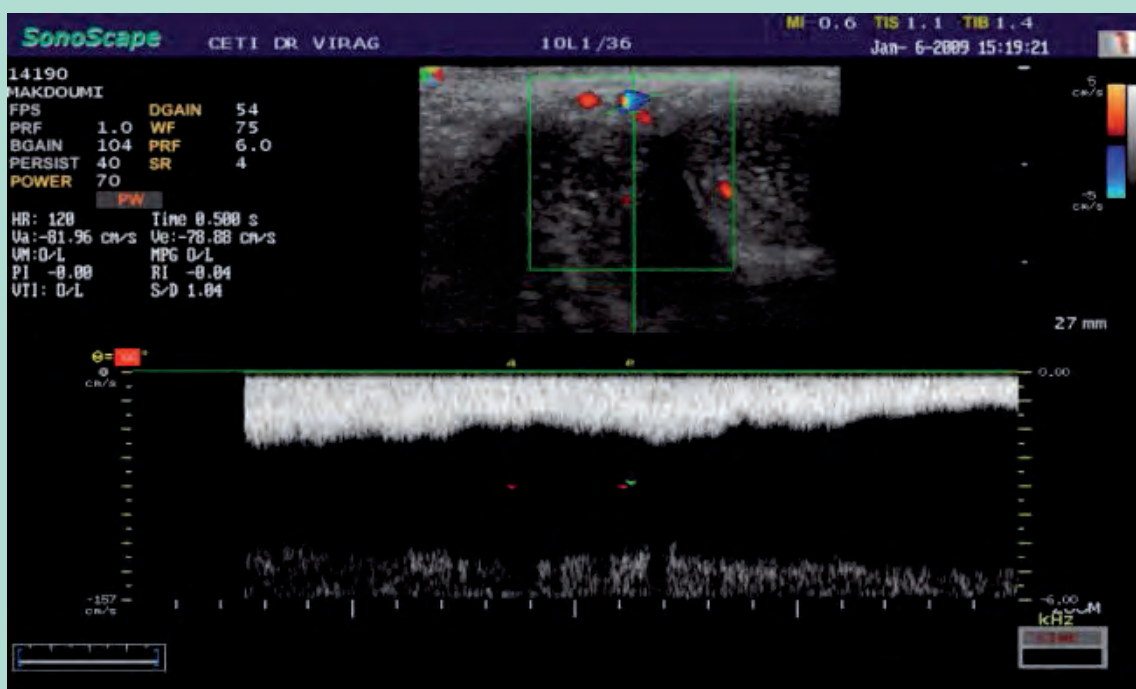 MI 0.6 TIS 1.1 TIB 1.4
SonoScape CETI DR VIRAG 10L1/36 Jan- 6-2009 15:19:21
14190
MAKDOUMI
FPS DGAIN 54
PRF 1.0 WF 75
BGAIN 104 PRF 6.0
PERSIST 40 SR 4
POWER 70
PW
HR: 120 Time 0.500 s
Va:-81.96 cm/s Ve:-78.88 cm/s
VM:O/L MPG O/L
PI -0.00 RI -0.04
VTI: O/L S/D 1.04
5
cm/s
-5
cm/s
27 mm
θ= °
0
cm/s
0.00
-157
cm/s
-6.00
kHz